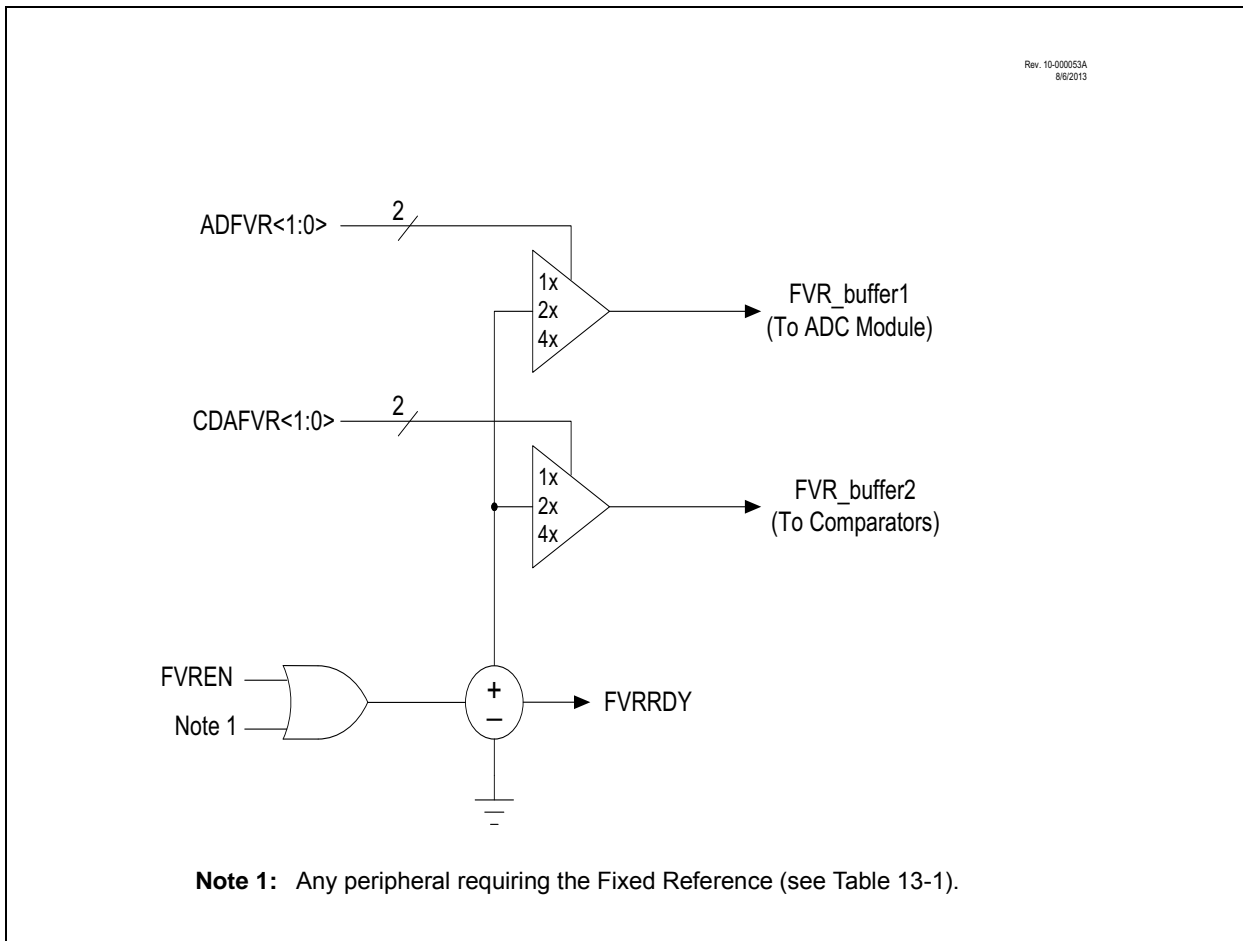 Rev. 10-000053A
8/6/2013
ADFVR<1:0>
2
1x
2x
4x
FVR_buffer1
(To ADC Module)
CDAFVR<1:0>
2
1x
2x
4x
FVR_buffer2
(To Comparators)
FVREN
Note 1
+
–
FVRRDY
Note 1: Any peripheral requiring the Fixed Reference (see Table 13-1).